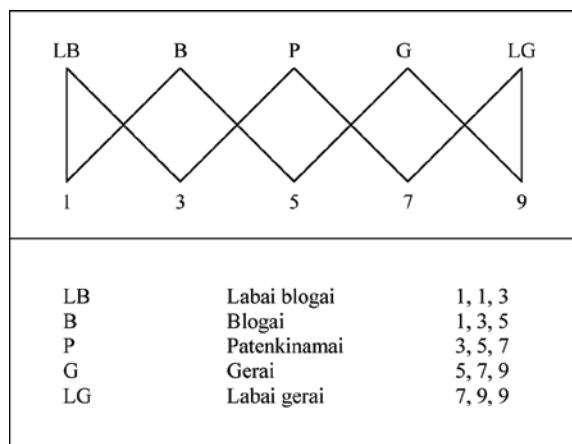 LB B P G LG
1 3 5 7 9
LB Labai blogai 1, 1, 3
B Blogai 1, 3, 5
P Patenkinamai 3, 5, 7
G Gerai 5, 7, 9
LG Labai gerai 7, 9, 9